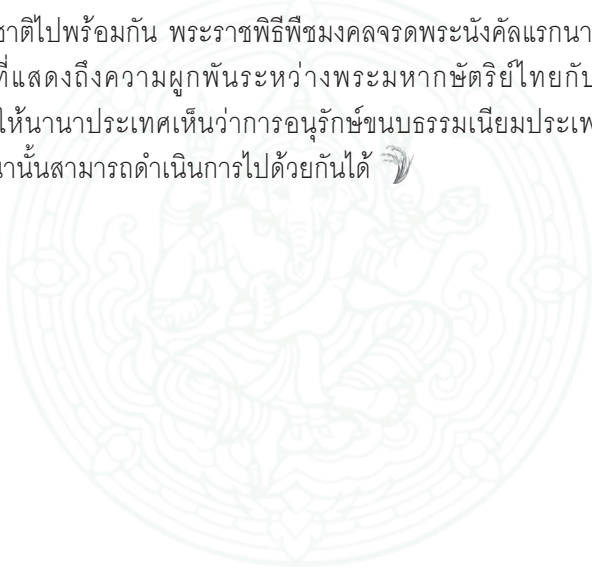 ชาติไปพร้อมกัน พระราชพิธีพืชมงคลจรดพระนังคัลแรกนา
ที่แสดงถึงความผูกพันระหว่างพระมหากษัตริย์ไทยกับ
ให้นานาประเทศเห็นว่าการอนุรักษ์ขนบธรรมเนียมประเพ
นานั้นสามารถดำเนินการไปด้วยกันได้